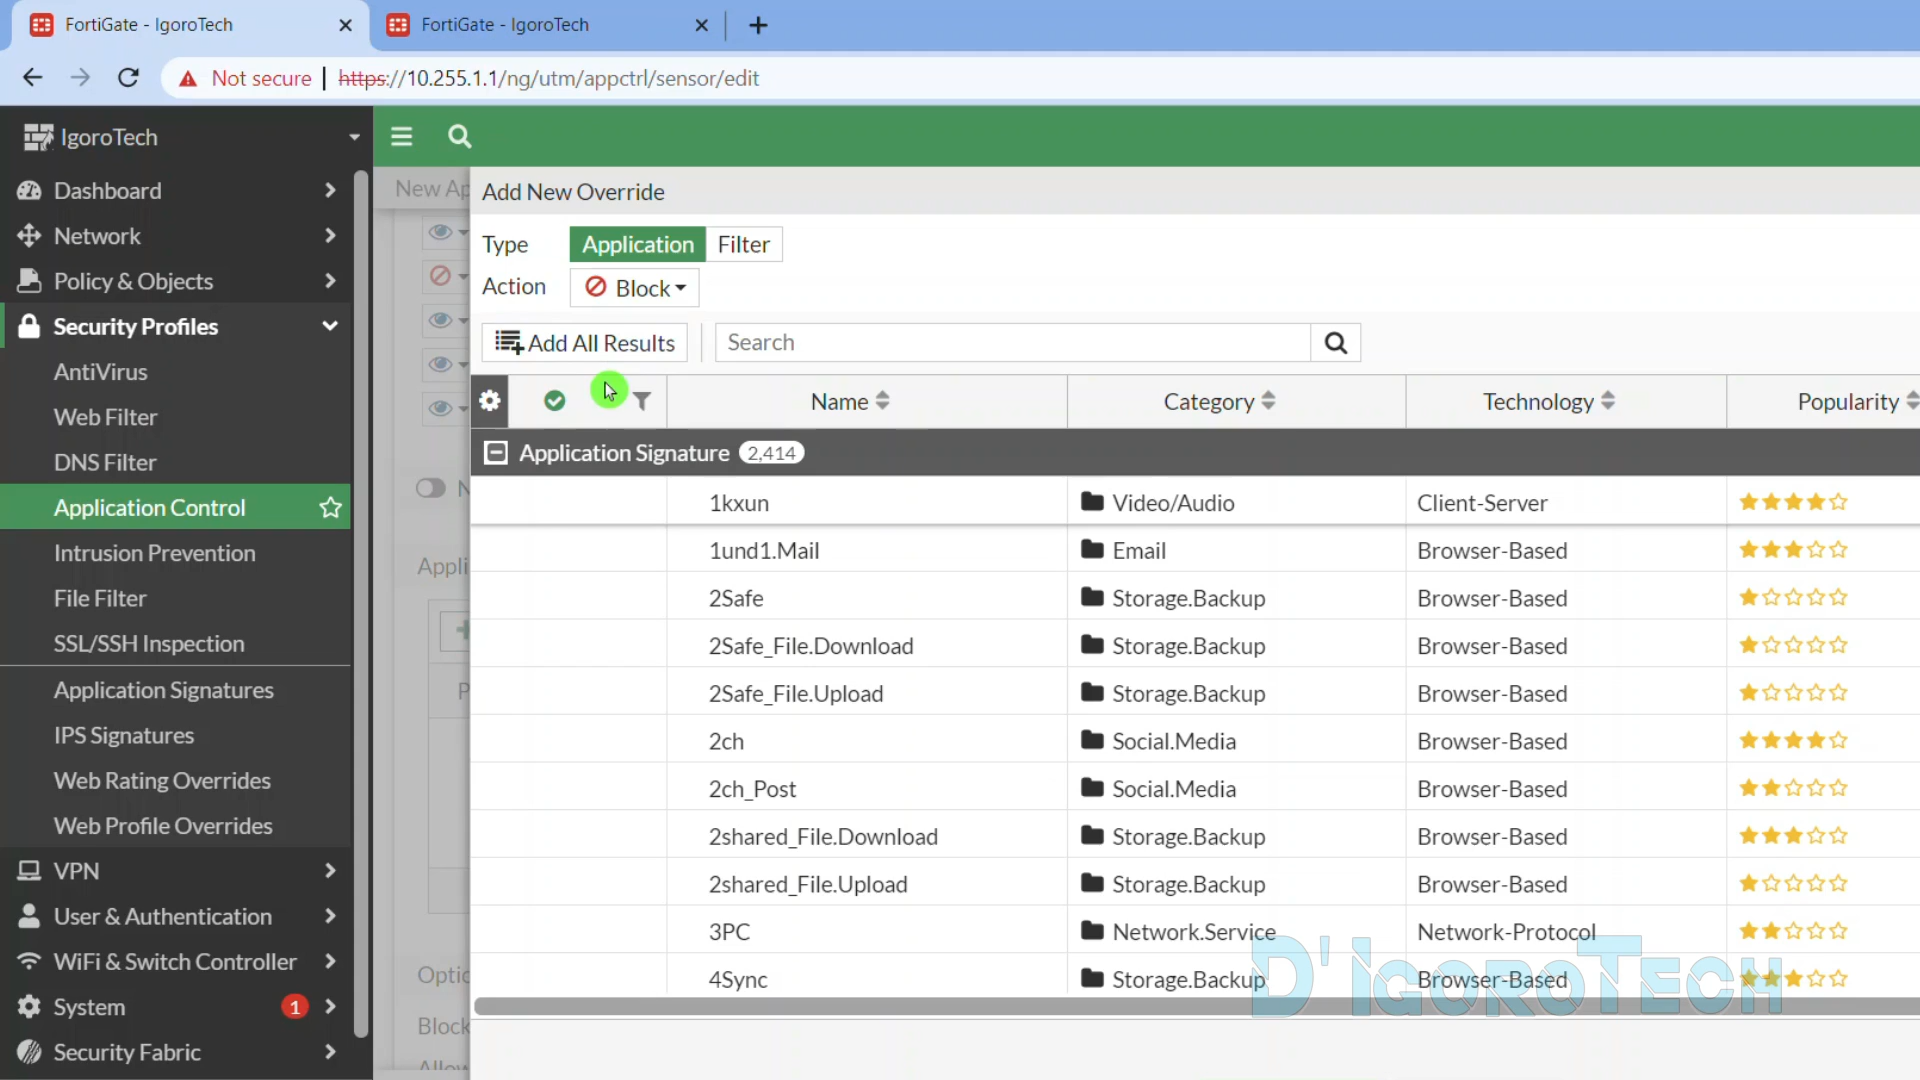 FortiGate - IgoroTech
FortiGate - IgoroTech
Not secure | https://10.255.1.1/ng/utm/appctrl/sensor/edit
IgoroTech
Dashboard
Network
Policy & Objects
Security Profiles
AntiVirus
Web Filter
DNS Filter
Application Control
Intrusion Prevention
File Filter
SSL/SSH Inspection
Application Signatures
IPS Signatures
Web Rating Overrides
Web Profile Overrides
VPN
User & Authentication
WiFi & Switch Controller
System 1
Security Fabric
New Ap
N
Appli
P
Optio
Block
Allow
Add New Override
Type Application Filter
Action Block
Add All Results Search
Name Category Technology Popularity
Application Signature 2,414
1kxun Video/Audio Client-Server
1und1.Mail Email Browser-Based
2Safe Storage.Backup Browser-Based
2Safe_File.Download Storage.Backup Browser-Based
2Safe_File.Upload Storage.Backup Browser-Based
2ch Social.Media Browser-Based
2ch_Post Social.Media Browser-Based
2shared_File.Download Storage.Backup Browser-Based
2shared_File.Upload Storage.Backup Browser-Based
3PC Network.Service Network-Protocol
4Sync Storage.Backup Browser-Based
D'IGOROTECH